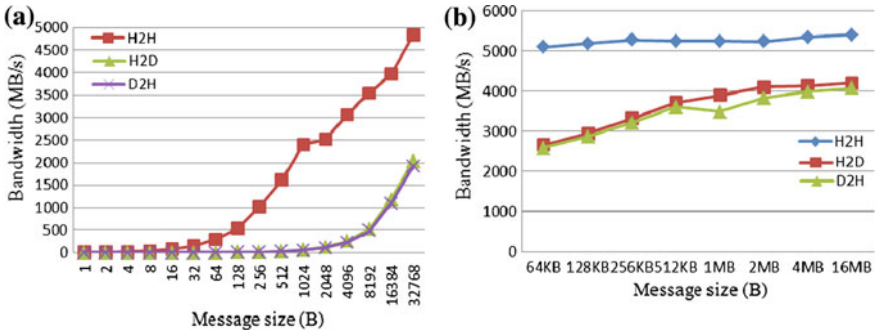 (a)
5000
4500
4000
3500
3000
2500
2000
1500
1000
500
0
Bandwidth (MB/s)
H2H
H2D
D2H
1
2
4
8
16
32
64
128
256
512
1024
2048
4096
8192
16384
32768
Message size (B)
(b)
6000
5000
4000
3000
2000
1000
0
Bandwidth (MB/s)
H2H
H2D
D2H
64KB 128KB 256KB 512KB 1MB 2MB 4MB 16MB
Message size (B)